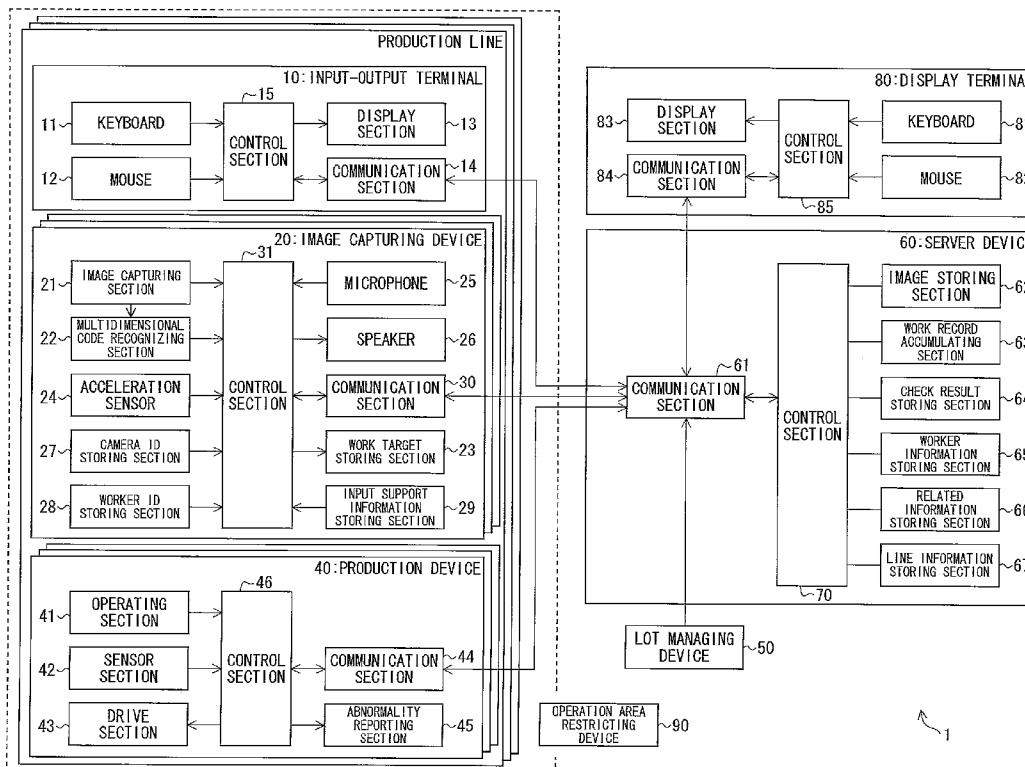 PRODUCTION LINE
10:INPUT-OUTPUT TERMINAL
11
KEYBOARD
12
MOUSE
15
CONTROL
SECTION
DISPLAY
SECTION
13
14
COMMUNICATION
SECTION
20:IMAGE CAPTURING DEVICE
21
IMAGE CAPTURING
SECTION
22
MULTIDIMENSIONAL
CODE RECOGNIZING
SECTION
24
ACCELERATION
SENSOR
27
CAMERA ID
STORING SECTION
28
WORKER ID
STORING SECTION
31
CONTROL
SECTION
MICROPHONE
25
SPEAKER
26
COMMUNICATION
SECTION
30
WORK TARGET
STORING SECTION
23
INPUT SUPPORT
INFORMATION
STORING SECTION
29
40:PRODUCTION DEVICE
41
OPERATING
SECTION
42
SENSOR
SECTION
43
DRIVE
SECTION
46
CONTROL
SECTION
COMMUNICATION
SECTION
44
ABNORMALITY
REPORTING
SECTION
45
80:DISPLAY TERMINAL
83
DISPLAY
SECTION
84
COMMUNICATION
SECTION
CONTROL
SECTION
85
KEYBOARD
MOUSE
60:SERVER DEVICE
61
COMMUNICATION
SECTION
CONTROL
SECTION
70
IMAGE STORING
SECTION
WORK RECORD
ACCUMULATING
SECTION
CHECK RESULT
STORING SECTION
64
WORKER
INFORMATION
STORING SECTION
65
RELATED
INFORMATION
STORING SECTION
LINE INFORMATION
STORING SECTION
67
LOT MANAGING
DEVICE
50
OPERATION AREA
RESTRICTING
DEVICE
90
1